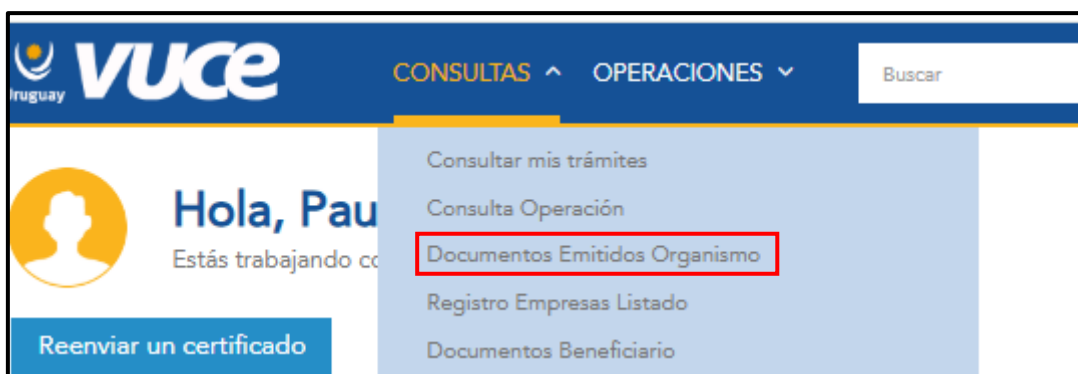 VUCE
Uruguay
CONSULTAS
OPERACIONES
Buscar
Consultar mis trámites
Consulta Operación
Documentos Emitidos Organismo
Registro Empresas Listado
Documentos Beneficiario
Hola, Pau
Estás trabajando co
Reenviar un certificado